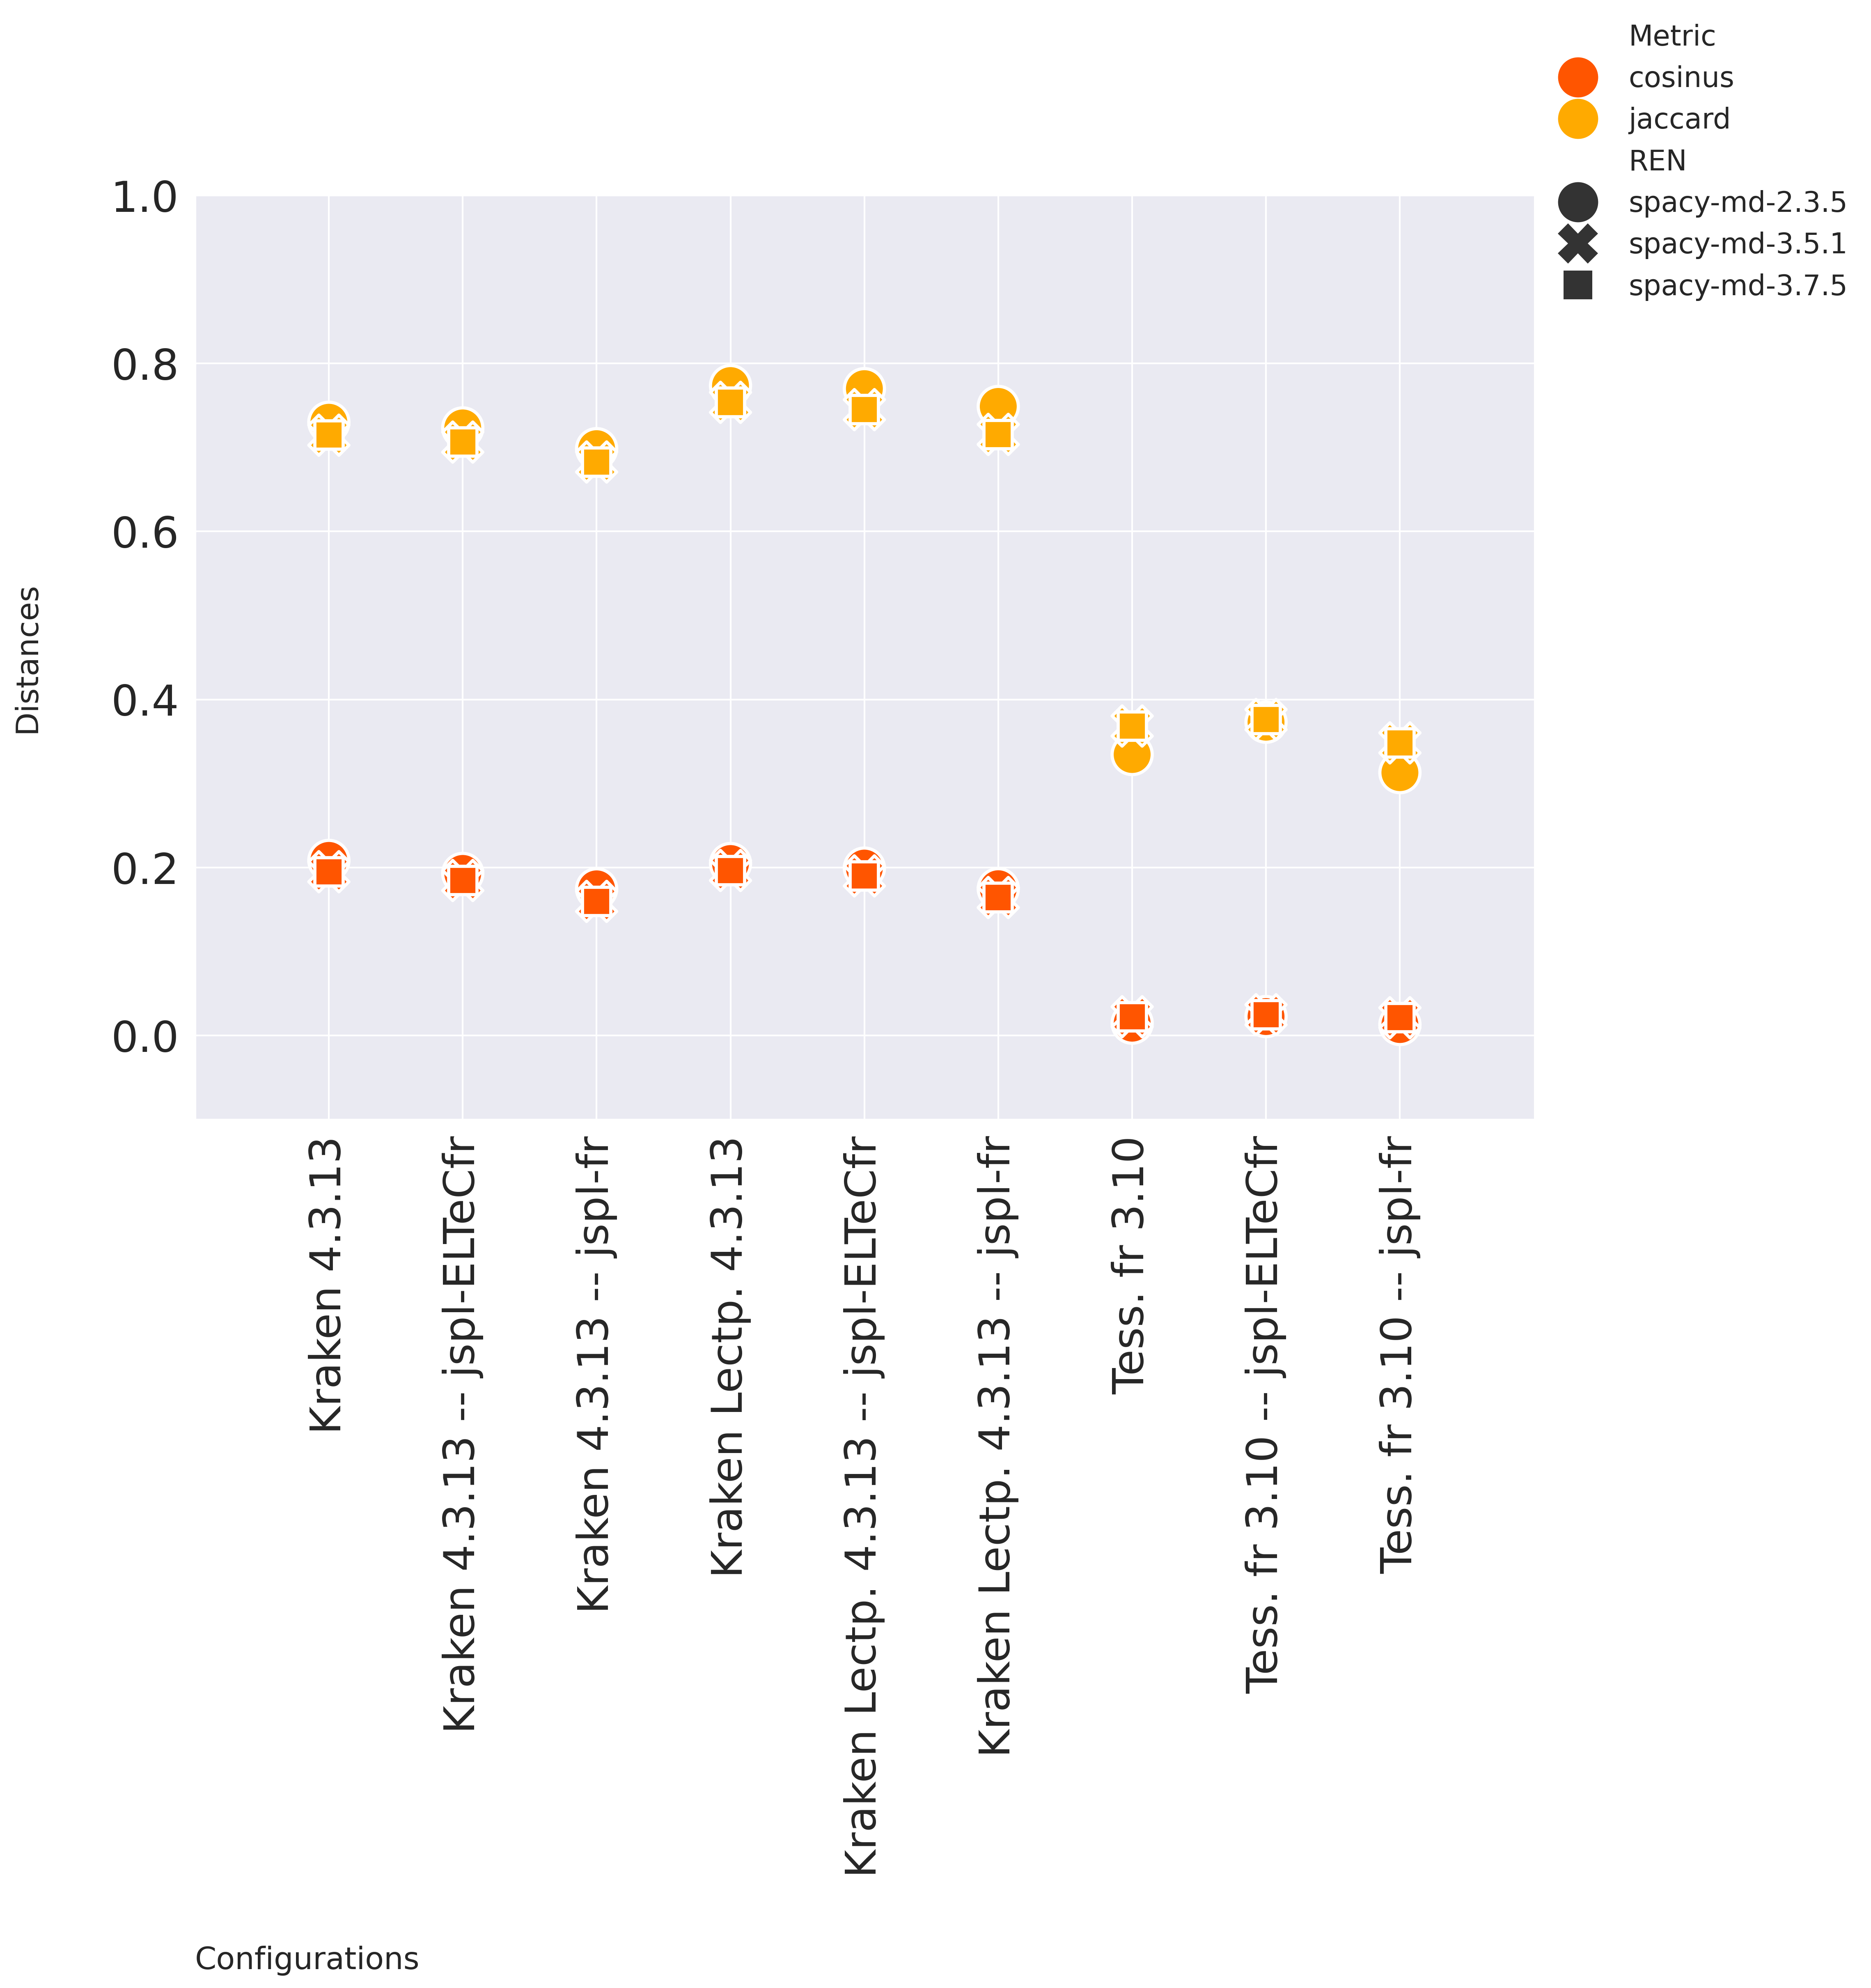 Metric
cosinus
jaccard
REN
spacy-md-2.3.5
spacy-md-3.5.1
spacy-md-3.7.5
1.0
0.8
0.6
0.4
0.2
0.0
Distances
Kraken 4.3.13
Kraken 4.3.13 -- jspl-ELTeCfr
Kraken 4.3.13 -- jspl-fr
Kraken Lectp. 4.3.13
Kraken Lectp. 4.3.13 -- jspl-ELTeCfr
Kraken Lectp. 4.3.13 -- jspl-fr
Tess. fr 3.10
Tess. fr 3.10 -- jspl-ELTeCfr
Tess. fr 3.10 -- jspl-fr
Configurations